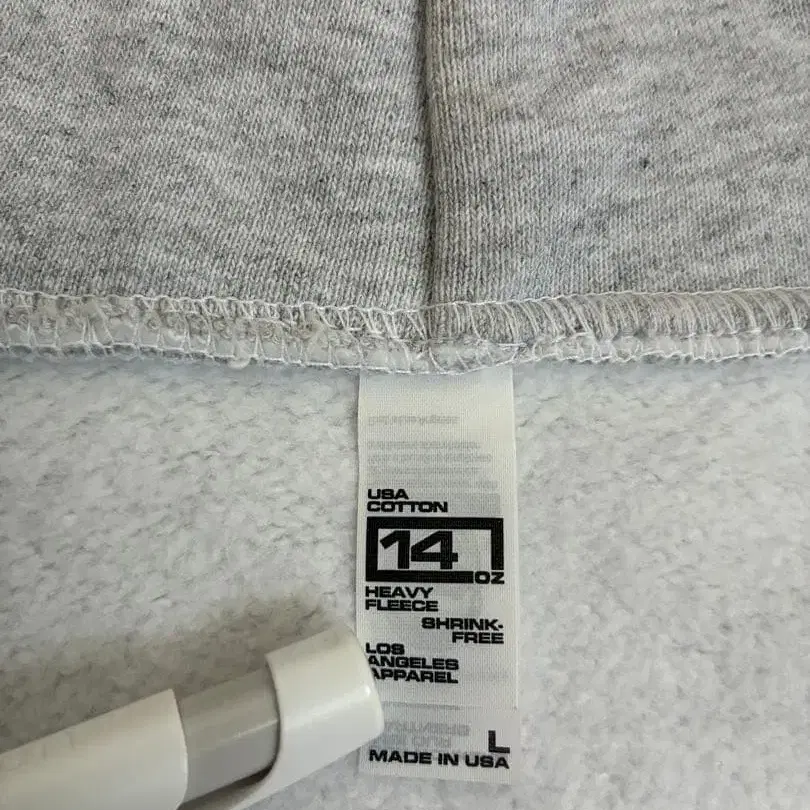 USA
COTTON
14
OZ
HEAVY
FLEECE
SHRINK-
FREE
LOS
ANGELES
APPAREL
L
MADE IN USA